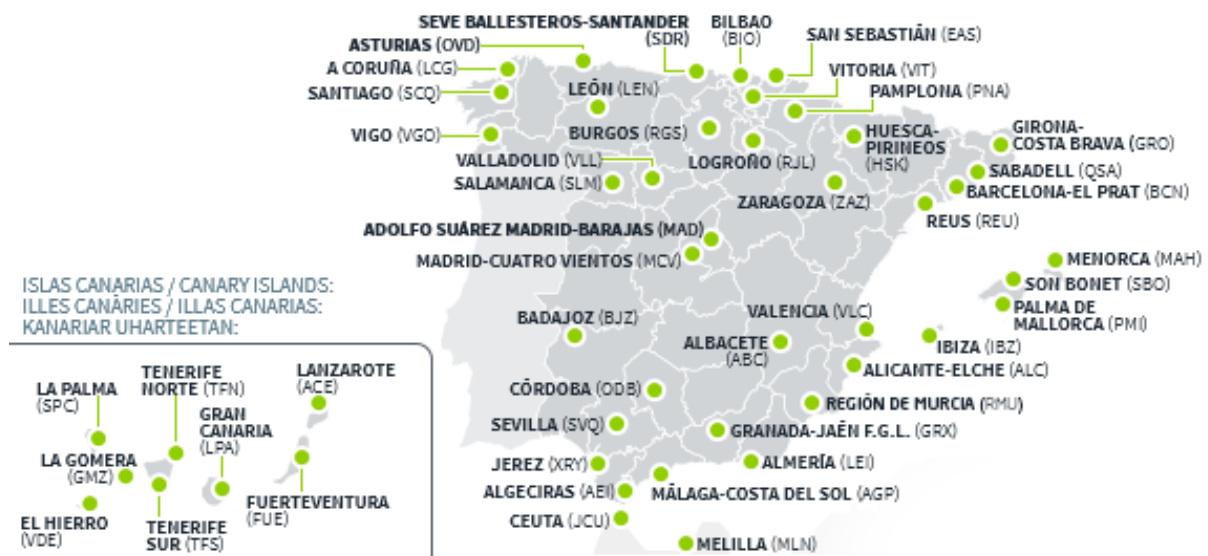 SEVE BALLESTEROS-SANTANDER
(SDR)
BILBAO
(BIO)
SAN SEBASTIÁN (EAS)
ASTURIAS (OVD)
A CORUÑA (LCG)
VITORIA (VIT)
SANTIAGO (SCQ)
LEÓN (LEN)
PAMPLONA (PNA)
VIGO (VGO)
BURGOS (RGS)
HUESCA-
PIRINEOS
(HSK)
GIRONA-
COSTA BRAVA (GRO)
VALLADOLID (VLL)
LOGROÑO (RJL)
SABADELL (QSA)
SALAMANCA (SLM)
BARCELONA-EL PRAT (BCN)
ZARAGOZA (ZAZ)
REUS (REU)
ADOLFO SUÁREZ MADRID-BARAJAS (MAD)
MADRID-CUATRO VIENTOS (MCV)
MENORCA (MAH)
SON BONET (SBO)
PALMA DE
MALLORCA (PMI)
IBIZA (IBZ)
BADAJOZ (BJZ)
VALENCIA (VLC)
ALBACETE
(ABC)
ALICANTE-ELCHE (ALC)
CÓRDOBA (ODB)
REGIÓN DE MURCIA (RMU)
SEVILLA (SVQ)
GRANADA-JAÉN F.G.L. (GRX)
JEREZ (XRY)
ALMERÍA (LEI)
ALGECIRAS (AEI)
MÁLAGA-COSTA DEL SOL (AGP)
CEUTA (JCU)
MELILLA (MLN)
ISLAS CANARIAS / CANARY ISLANDS:
ILLES CANÀRIES / ILLAS CANARIAS:
KANARIAR UHARTEETAN:
LA PALMA
(SPC)
TENERIFE
NORTE (TFN)
LANZAROTE
(ACE)
GRAN
CANARIA
(LPA)
LA GOMERA
(GMZ)
FUERTEVENTURA
(FUE)
EL HIERRO
(VDE)
TENERIFE
SUR (TFS)